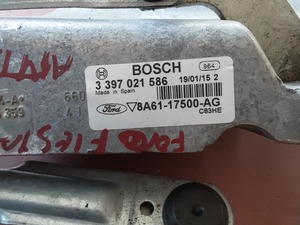 BOSCH
964
3 397 021 586
19/01/15 2
Made in Spain
Ford
8A61-17500-AG
C83HE
FORD
FIESTA